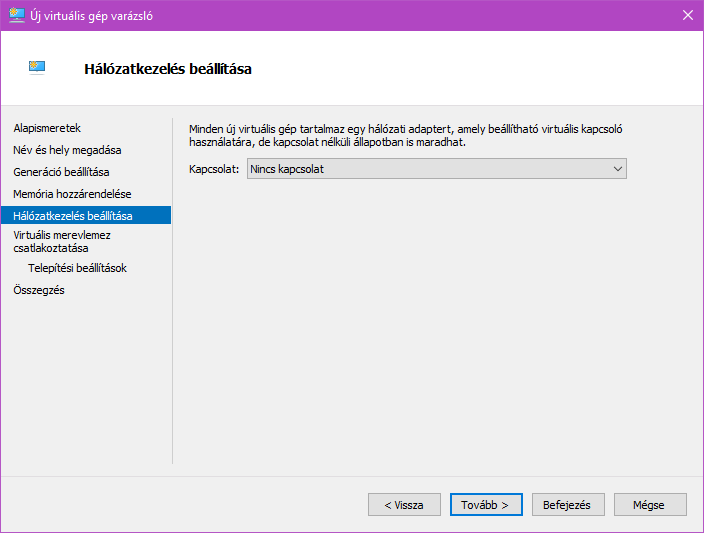 Új virtuális gép varázsló
Hálózatkezelés beállítása
Alapismeretek
Név és hely megadása
Generáció beállítása
Memória hozzárendelése
Hálózatkezelés beállítása
Virtuális merevlemez
csatlakoztatása
Telepítési beállítások
Összegzés
Minden új virtuális gép tartalmaz egy hálózati adaptert, amely beállítható virtuális kapcsoló
használatára, de kapcsolat nélküli állapotban is maradhat.
Kapcsolat: Nincs kapcsolat
< Vissza
Tovább >
Befejezés
Mégse